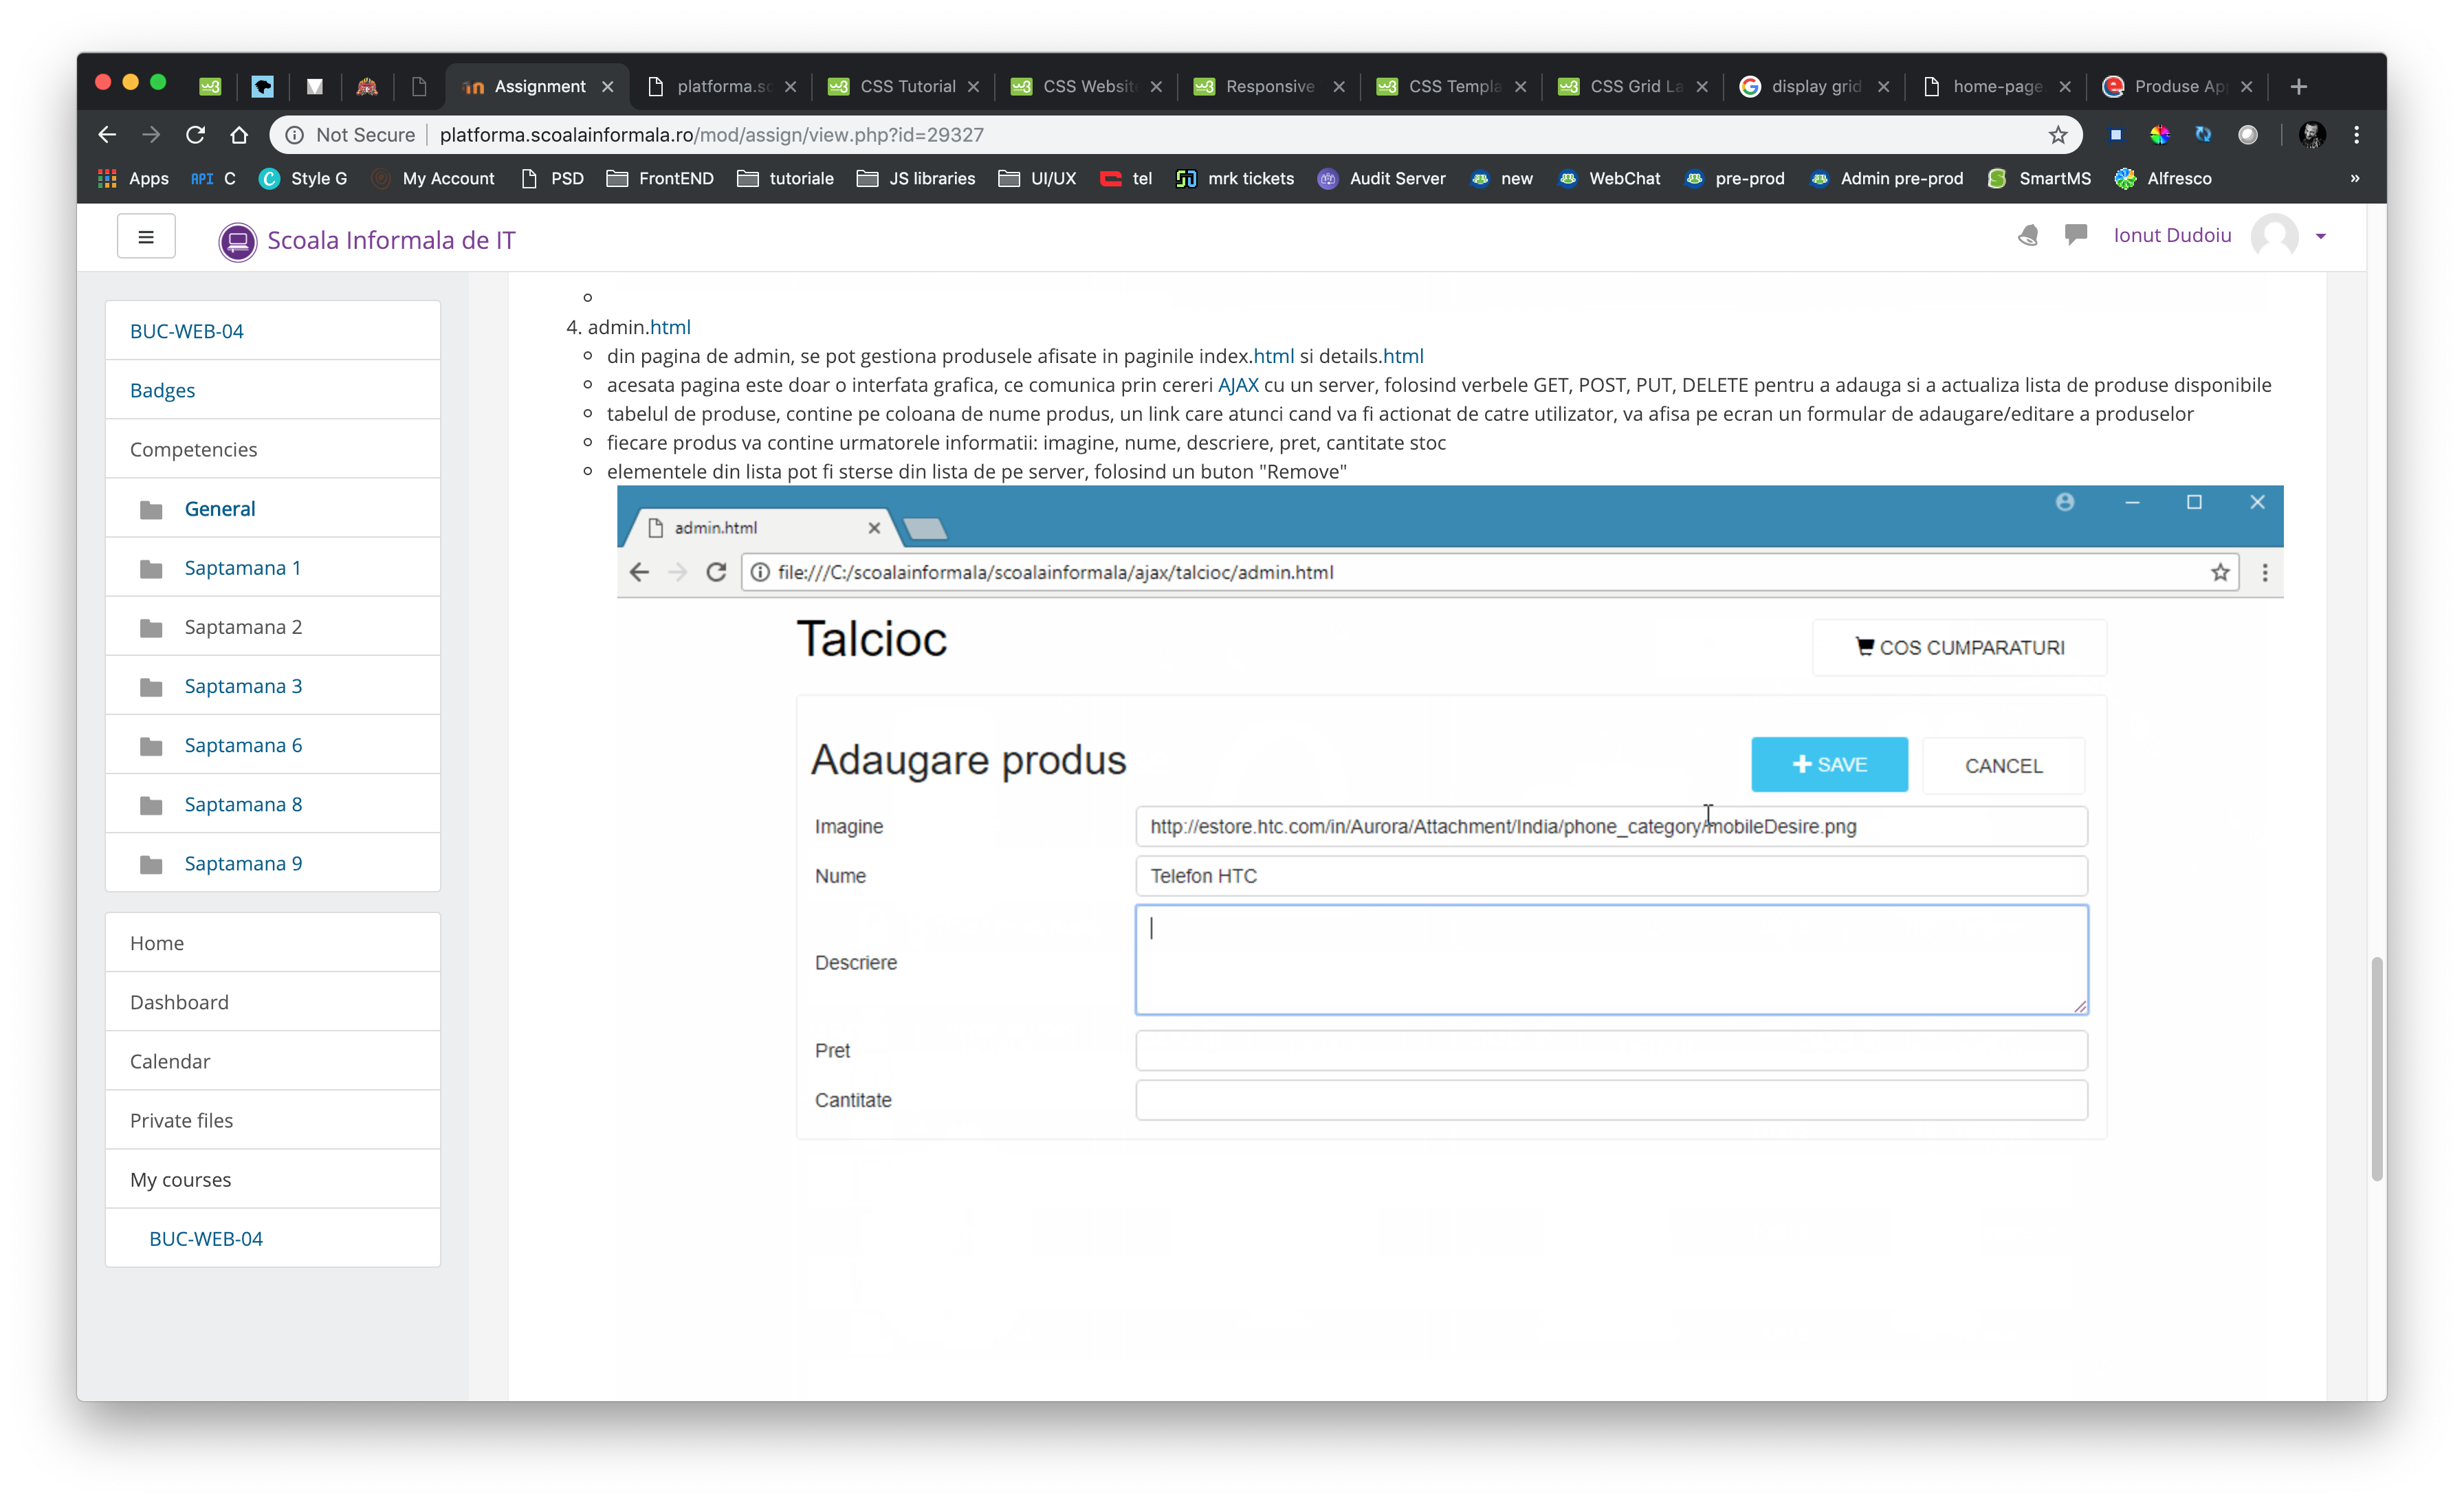 Assignment
platforma.sc
CSS Tutorial
CSS Website
Responsive
CSS Templa
CSS Grid La
display grid
home-page
Produse Ap
Not Secure platforma.scoalainformala.ro/mod/assign/view.php?id=29327
Apps
API C
Style G
My Account
PSD
FrontEND
tutoriale
JS libraries
UI/UX
tel
mrk tickets
Audit Server
new
WebChat
pre-prod
Admin pre-prod
SmartMS
Alfresco
»
Scoala Informala de IT
Ionut Dudoiu
BUC-WEB-04
Badges
Competencies
General
Saptamana 1
Saptamana 2
Saptamana 3
Saptamana 6
Saptamana 8
Saptamana 9
Home
Dashboard
Calendar
Private files
My courses
BUC-WEB-04
4. admin.html
din pagina de admin, se pot gestiona produsele afisate in paginile index.html si details.html
acesata pagina este doar o interfata grafica, ce comunica prin cereri AJAX cu un server, folosind verbele GET, POST, PUT, DELETE pentru a adauga si a actualiza lista de produse disponibile
tabelul de produse, contine pe coloana de nume produs, un link care atunci cand va fi actionat de catre utilizator, va afisa pe ecran un formular de adaugare/editare a produselor
fiecare produs va contine urmatorele informatii: imagine, nume, descriere, pret, cantitate stoc
elementele din lista pot fi sterse din lista de pe server, folosind un buton "Remove"
admin.html
file:///C:/scoalainformala/scoalainformala/ajax/talcioc/admin.html
Talcioc
COS CUMPARATURI
Adaugare produs
SAVE
CANCEL
Imagine
http://estore.htc.com/in/Aurora/Attachment/India/phone_category/mobileDesire.png
Nume
Telefon HTC
Descriere
Pret
Cantitate